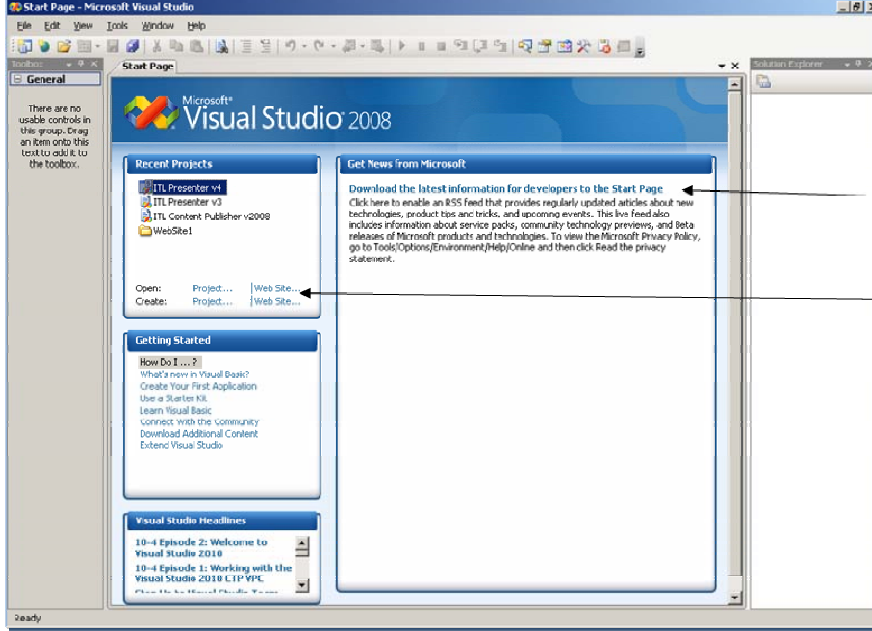 Start Page - Microsoft Visual Studio
File Edit View Tools Window Help
Toolbox
Start Page
Solution Explorer
General
There are no
usable controls in
this group. Drag
an item onto this
text to add it to
the toolbox.
Microsoft®
Visual Studio® 2008
Recent Projects
ITL Presenter v4
ITL Presenter v3
ITL Content Publisher v2008
WebSite1
Open: Project... | Web Site...
Create: Project... | Web Site...
Getting Started
How Do I ... ?
What's new in Visual Basic?
Create Your First Application
Use a Starter Kit
Learn Visual Basic
Connect With the Community
Download Additional Content
Extend Visual Studio
Visual Studio Headlines
10-4 Episode 2: Welcome to
Visual Studio 2010
10-4 Episode 1: Working with the
Visual Studio 2010 CTP VPC
Get News from Microsoft
Download the latest information for developers to the Start Page
Click here to enable an RSS feed that provides regularly updated articles about new
technologies, product tips and tricks, and upcoming events. This live feed also
includes information about service packs, community technology previews, and Beta
releases of Microsoft products and technologies. To view the Microsoft Privacy Policy,
go to Tools/Options/Environment/Help/Online and then click Read the privacy
statement.
Ready